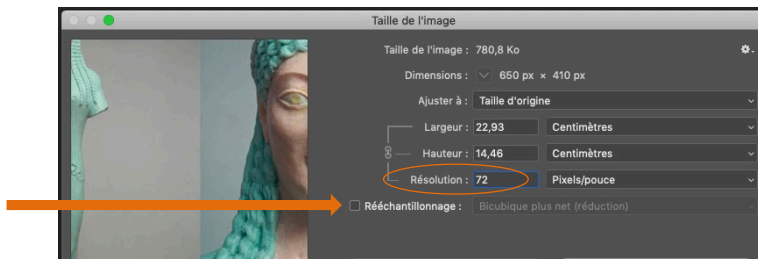 Taille de l'image
Taille de l'image : 780,8 Ko
Dimensions : 650 px × 410 px
Ajuster à : Taille d'origine
Largeur : 22,93 Centimètres
Hauteur : 14,46 Centimètres
Résolution : 72 Pixels/pouce
Rééchantillonnage : Bicubique plus net (réduction)